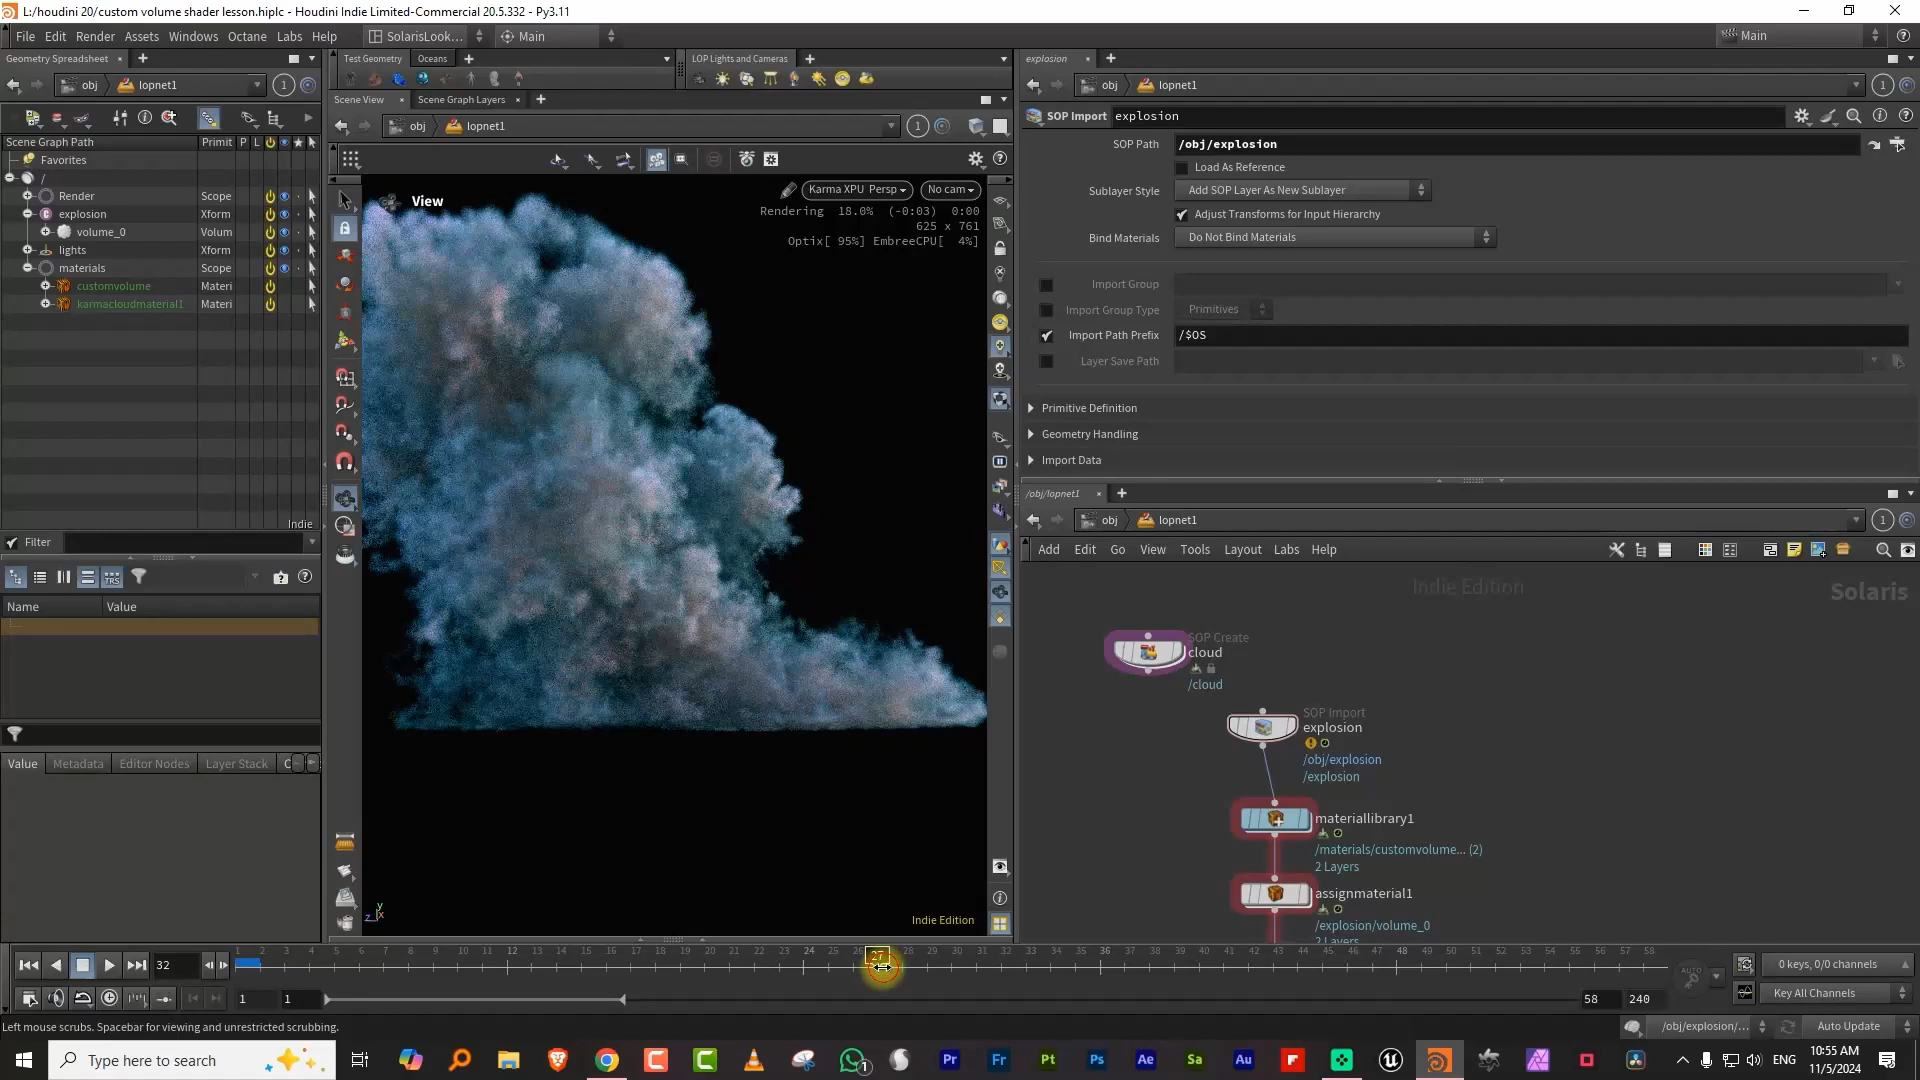 L:/houdini 20/custom volume shader lesson.hiplc - Houdini Indie Limited-Commercial 20.5.332 - Py3.11
File Edit Render Assets Windows Genter Octane Labs Help
SolarisLook...
Main
Main
Geometry Spreadsheet
Test Geometry
Oceans
LOP Lights and Cameras
explosion
obj
lopnet1
Scene View
Scene Graph Layers
obj
lopnet1
obj
lopnet1
SOP Import
explosion
SOP Path
/obj/explosion
Load As Reference
Sublayer Style
Add SOP Layer As New Sublayer
Adjust Transforms for Input Hierarchy
Bind Materials
Do Not Bind Materials
Import Group
Import Group Type
Primitives
Import Path Prefix
/$OS
Layer Save Path
Primitive Definition
Geometry Handling
Import Data
Scene Graph Path
Primit
P
L
Favorites
/
Render
Scope
explosion
Xform
volume_0
Volum
lights
Xform
materials
Scope
customvolume
Materi
karmacloudmaterial1
Materi
Indie
Filter
Name
Value
Value
Metadata
Editor Nodes
Layer Stack
C
View
Karma XPU Persp
No cam
Rendering 18.0% (-0:03) 0:00
625 x 761
Optix[ 95%] EmbreeCPU[ 4%]
Indie Edition
/obj/lopnet1
obj
lopnet1
Add Edit Go View Tools Layout Labs Help
Indie Edition
Solaris
SOP Create
cloud
/cloud
SOP Import
explosion
/obj/explosion
/explosion
materiallibrary1
/materials/customvolume... (2)
2 Layers
assignmaterial1
/explosion/volume_0
2 Layers
32
27
1
1
58
240
0 keys, 0/0 channels
Key All Channels
Left mouse scrubs. Spacebar for viewing and unrestricted scrubbing.
/obj/explosion/...
Auto Update
Type here to search
ENG
10:55 AM
11/5/2024